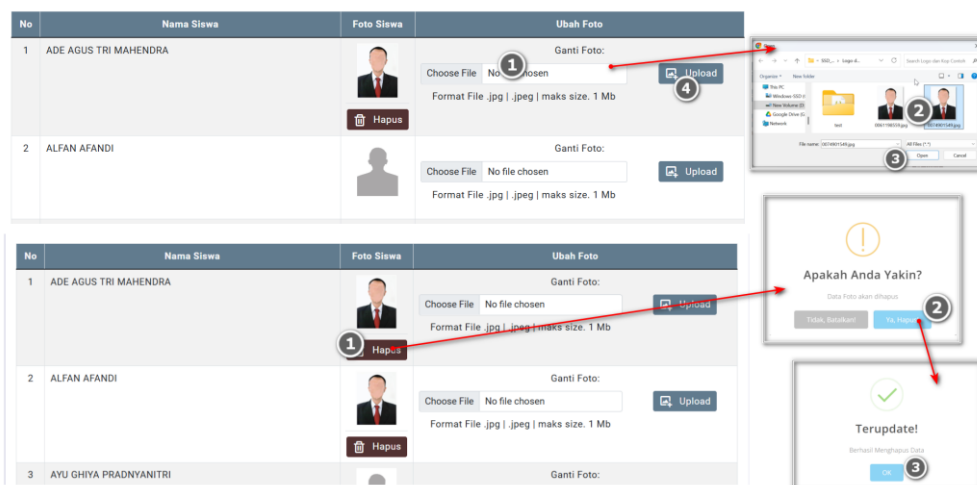 No Nama Siswa Foto Siswa Ubah Foto
1 ADE AGUS TRI MAHENDRA Ganti Foto:
Choose File No chosen Upload
1
4
Format File .jpg | .jpeg | maks size. 1 Mb
Hapus
2 ALFAN AFANDI Ganti Foto:
Choose File No file chosen Upload
Format File .jpg | .jpeg | maks size. 1 Mb
Organize New folder
This PC
Google Drive
Network
test
2
File name: All Files (*.*)
3
Open Cancel
No Nama Siswa Foto Siswa Ubah Foto
1 ADE AGUS TRI MAHENDRA Ganti Foto:
Choose File No file chosen Upload
Format File .jpg | .jpeg | maks size. 1 Mb
1
Hapus
2 ALFAN AFANDI Ganti Foto:
Choose File No file chosen Upload
Format File .jpg | .jpeg | maks size. 1 Mb
Hapus
3 AYU GHIYA PRADNYANITRI Ganti Foto:
Apakah Anda Yakin?
Data Foto akan dihapus
Tidak, Batalkan! Ya, Hapus
2
Terupdate!
Berhasil Menghapus Data
OK
3